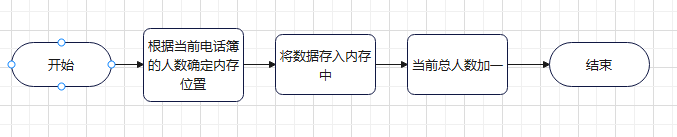 开始
根据当前电话簿
的人数确定内存
位置
将数据存入内存
中
当前总人数加一
结束